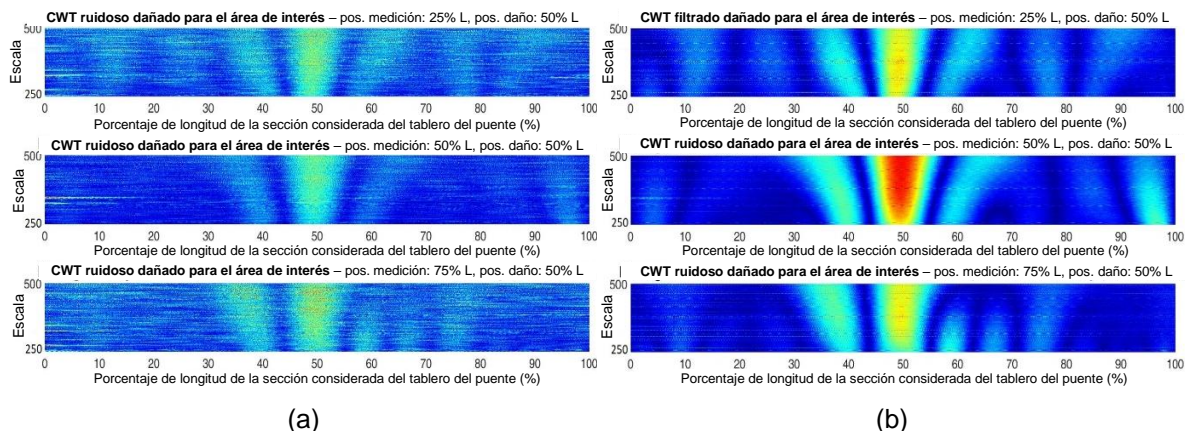 CWT ruidoso dañado para el área de interés – pos. medición: 25% L, pos. daño: 50% L
500
Escala
250
0 10 20 30 40 50 60 70 80 90 100
Porcentaje de longitud de la sección considerada del tablero del puente (%)
CWT ruidoso dañado para el área de interés – pos. medición: 50% L, pos. daño: 50% L
500
Escala
250
0 10 20 30 40 50 60 70 80 90 100
Porcentaje de longitud de la sección considerada del tablero del puente (%)
CWT ruidoso dañado para el área de interés – pos. medición: 75% L, pos. daño: 50% L
500
Escala
250
0 10 20 30 40 50 60 70 80 90 100
Porcentaje de longitud de la sección considerada del tablero del puente (%)
(a)
CWT filtrado dañado para el área de interés – pos. medición: 25% L, pos. daño: 50% L
500
Escala
250
0 10 20 30 40 50 60 70 80 90 100
Porcentaje de longitud de la sección considerada del tablero del puente (%)
CWT ruidoso dañado para el área de interés – pos. medición: 50% L, pos. daño: 50% L
500
Escala
250
0 10 20 30 40 50 60 70 80 90 100
Porcentaje de longitud de la sección considerada del tablero del puente (%)
CWT ruidoso dañado para el área de interés – pos. medición: 75% L, pos. daño: 50% L
500
Escala
250
0 10 20 30 40 50 60 70 80 90 100
Porcentaje de longitud de la sección considerada del tablero del puente (%)
(b)